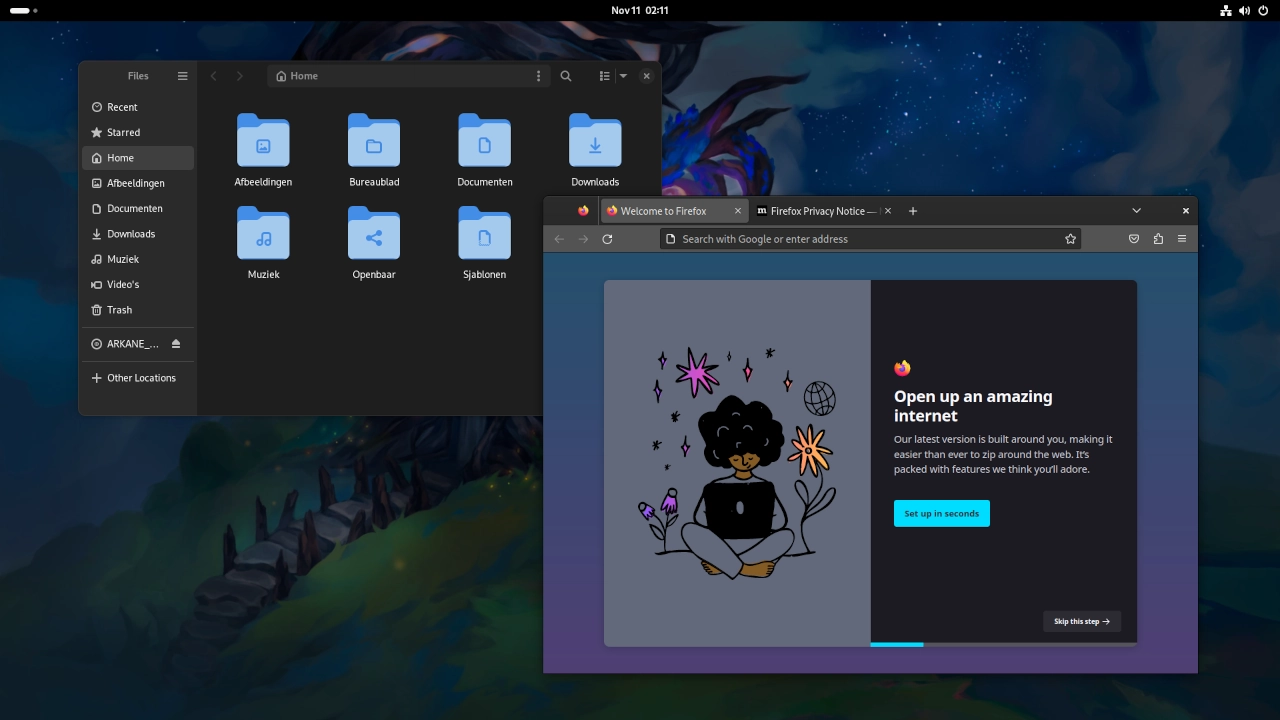 Nov 11 02:11
Files
Home
Recent
Starred
Home
Afbeeldingen
Documenten
Downloads
Muziek
Video's
Trash
ARKANE_...
Other Locations
Afbeeldingen
Bureaublad
Documenten
Downloads
Muziek
Openbaar
Sjablonen
Welcome to Firefox
Firefox Privacy Notice —
Search with Google or enter address
Open up an amazing
internet
Our latest version is built around you, making it
easier than ever to zip around the web. It's
packed with features we think you'll adore.
Set up in seconds
Skip this step →